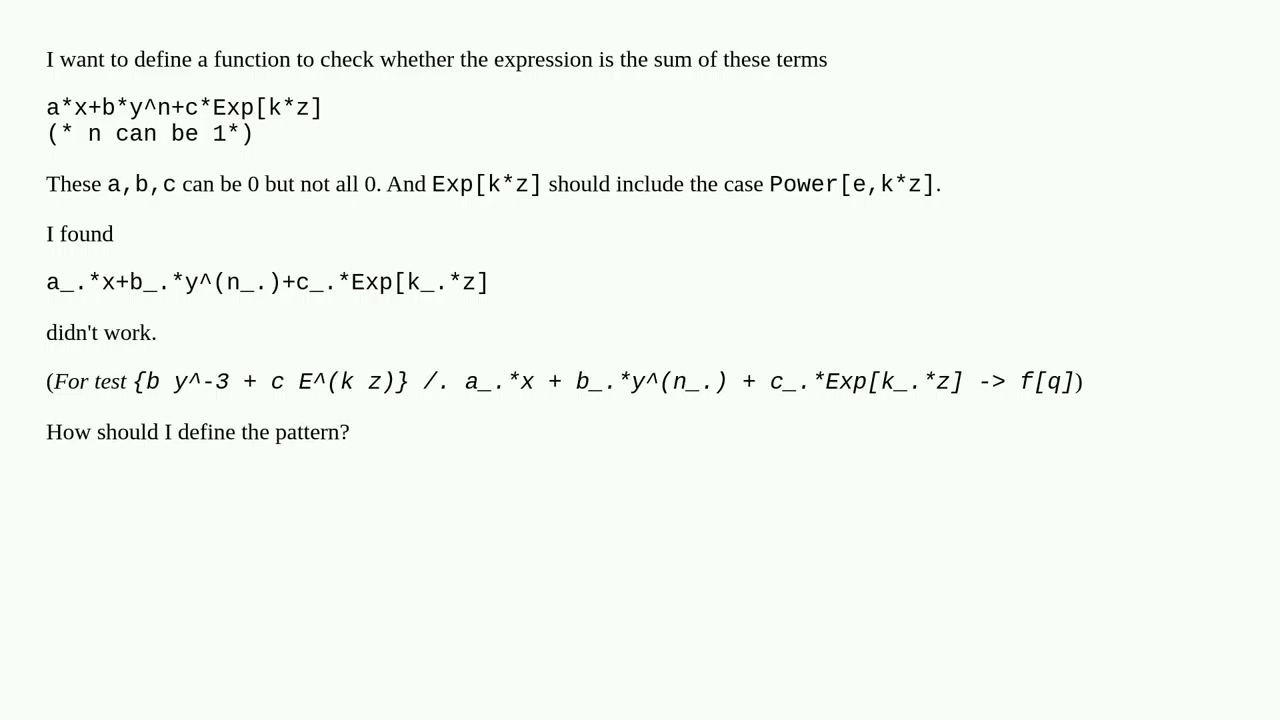 I want to define a function to check whether the expression is the sum of these terms
a*x+b*y^n+c*Exp[k*z]
(* n can be 1*)
These a,b,c can be 0 but not all 0. And Exp[k*z] should include the case Power[e,k*z].
I found
a_.*x+b_.*y^(n_.)+c_.*Exp[k_.*z]
didn't work.
(For test {b y^-3 + c E^(k z)} /. a_.*x + b_.*y^(n_.) + c_.*Exp[k_.*z] -> f[q])
How should I define the pattern?